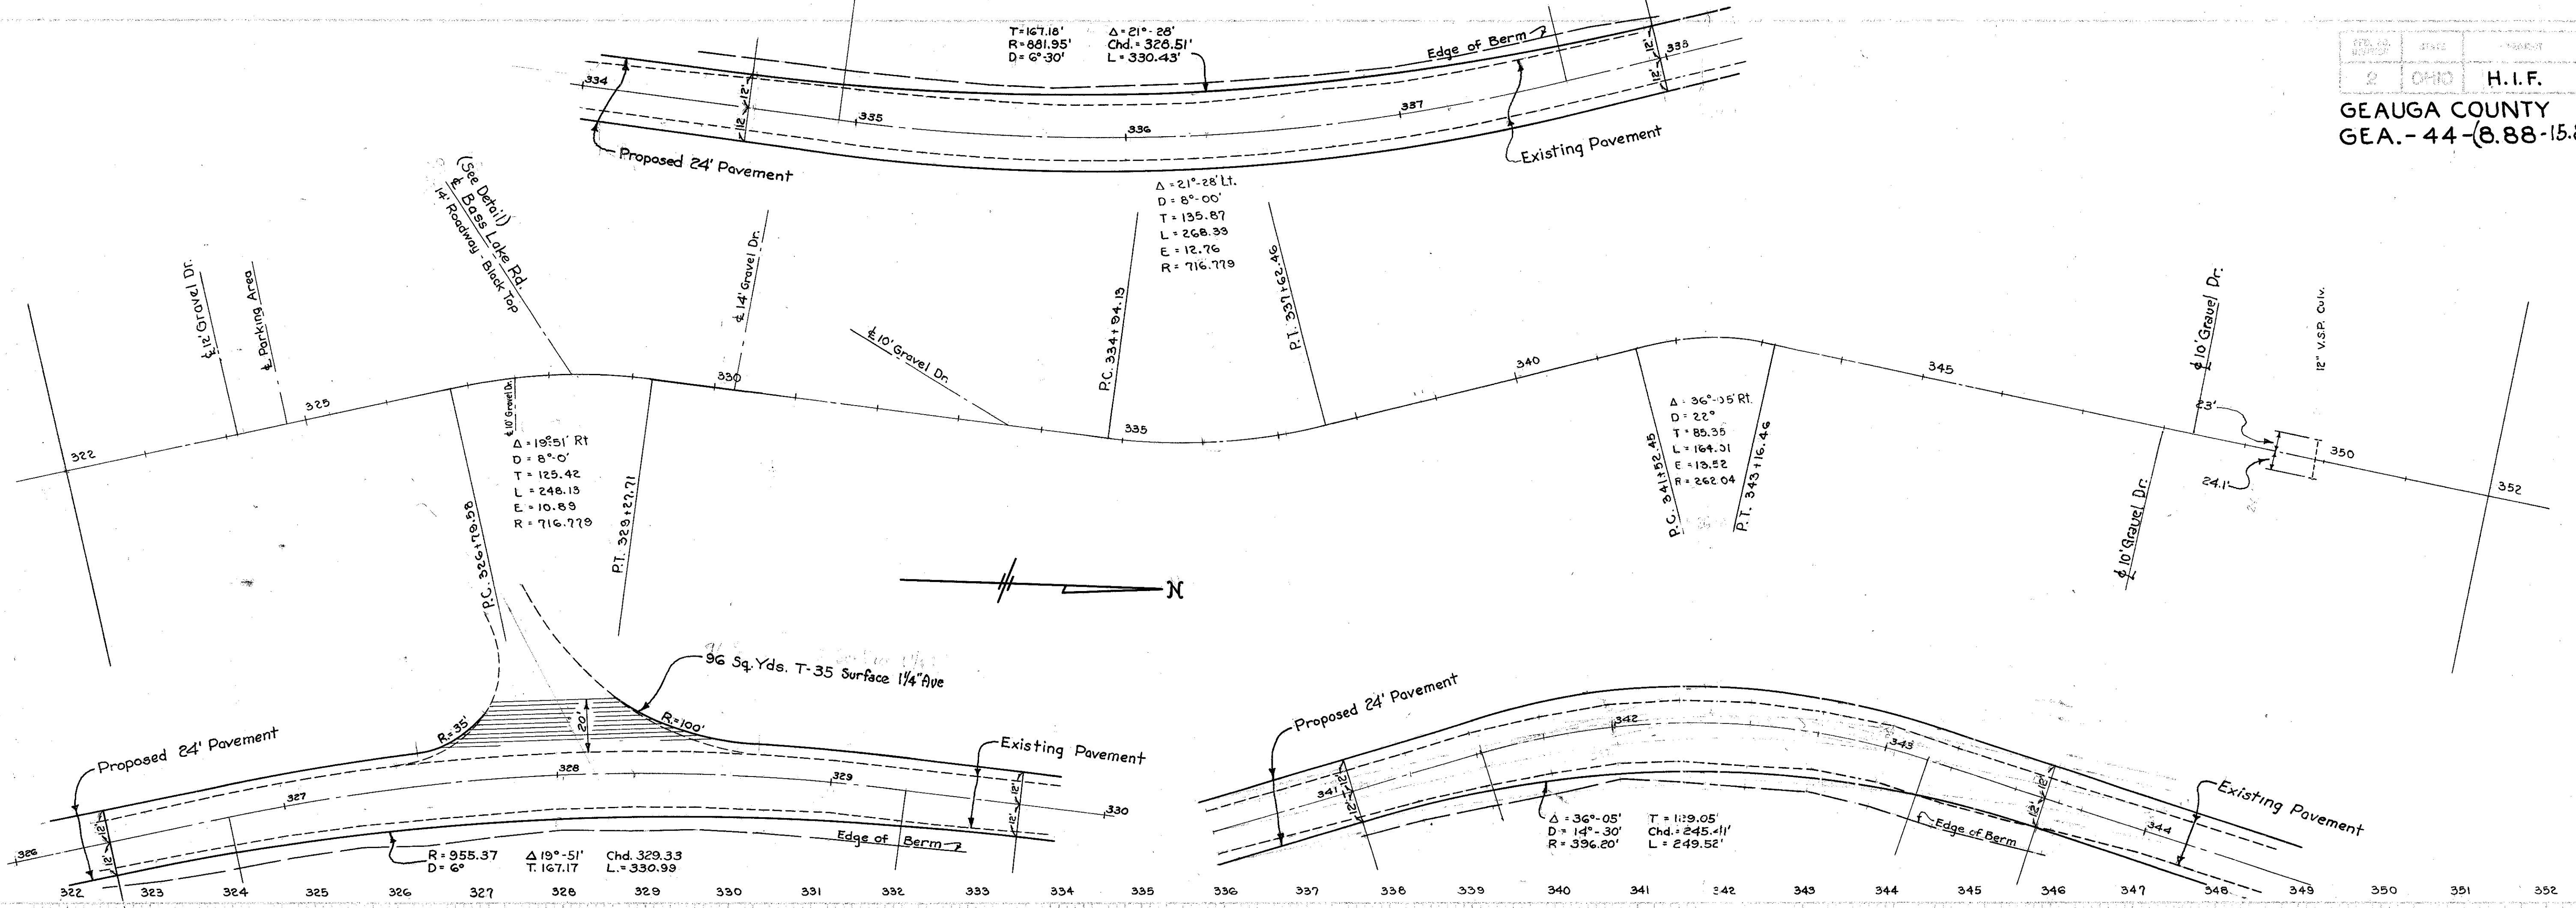 T=167.18' Δ=21°-28'
R=881.95' Chd.=328.51'
D=6°-30' L=330.43'
Edge of Berm
334
335
336
337
338
12'
12'
12'
12'
Proposed 24' Pavement
Existing Pavement
2 OHIO H.I.F.
GEAUGA COUNTY
GEA.-44-(8.88-15.8
(See Detail)
℄ Bass Lake Rd.
14' Roadway - Black Top
℄ 12' Gravel Dr.
℄ Parking Area
℄ 14' Gravel Dr.
℄ 10' Gravel Dr.
Δ = 21°-28' Lt.
D = 8°-00'
T = 135.87
L = 268.33
E = 12.76
R = 716.779
P.C. 334+94.13
P.T. 337+62.46
℄ 10' Gravel Dr.
12" V.S.P. Culv.
322
325
330
335
340
345
350
352
℄ 10' Gravel Dr.
Δ = 19°51' Rt
D = 8°-0'
T = 125.42
L = 248.13
E = 10.89
R = 716.779
P.C. 326+79.58
P.T. 329+27.71
Δ = 36°-05' Rt.
D = 22°
T = 85.35
L = 164.01
E = 13.52
R = 262.04
P.C. 341+52.45
P.T. 343+16.46
23'
24.1'
℄ 10' Gravel Dr.
N
96 Sq. Yds. T-35 Surface 1¼" Ave
R.=35'
20'
R.=100'
Proposed 24' Pavement
Existing Pavement
326
327
328
329
330
12'
12'
12'
12'
Edge of Berm
R = 955.37 Δ 19°-51' Chd. 329.33
D = 6° T. 167.17 L.= 330.99
Proposed 24' Pavement
Existing Pavement
341
342
343
344
12'
12'
12'
12'
Edge of Berm
Δ = 36°-05' T = 129.05'
D = 14°-30' Chd.= 245.41'
R = 396.20' L = 249.52'
322 323 324 325 326 327 328 329 330 331 332 333 334 335 336 337 338 339 340 341 342 343 344 345 346 347 348 349 350 351 352